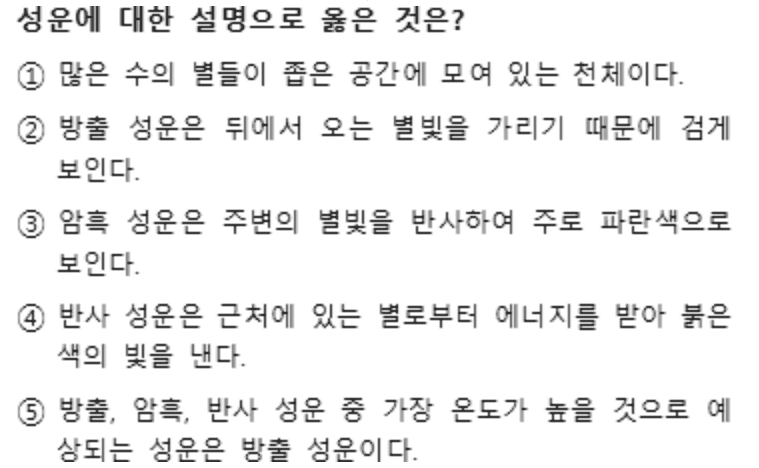 성운에 대한 설명으로 옳은 것은?
① 많은 수의 별들이 좁은 공간에 모여 있는 천체이다.
② 방출 성운은 뒤에서 오는 별빛을 가리기 때문에 검게
보인다.
③ 암흑 성운은 주변의 별빛을 반사하여 주로 파란색으로
보인다.
④ 반사 성운은 근처에 있는 별로부터 에너지를 받아 붉은
색의 빛을 낸다.
⑤ 방출, 암흑, 반사 성운 중 가장 온도가 높을 것으로 예
상되는 성운은 방출 성운이다.